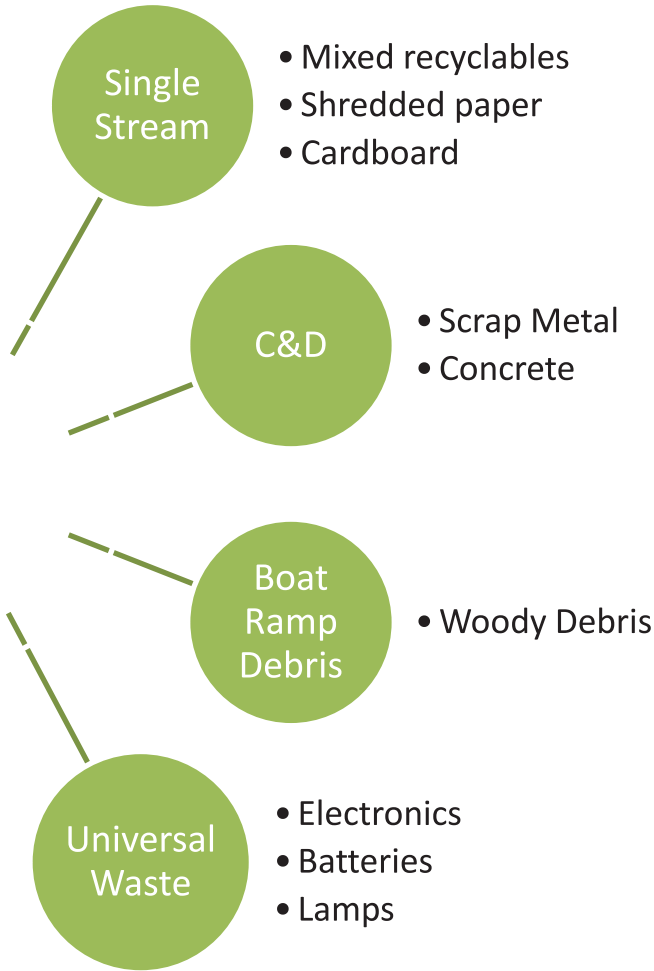 Single
Stream
• Mixed recyclables
• Shredded paper
• Cardboard
C&D
• Scrap Metal
• Concrete
Boat
Ramp
Debris
• Woody Debris
Universal
Waste
• Electronics
• Batteries
• Lamps